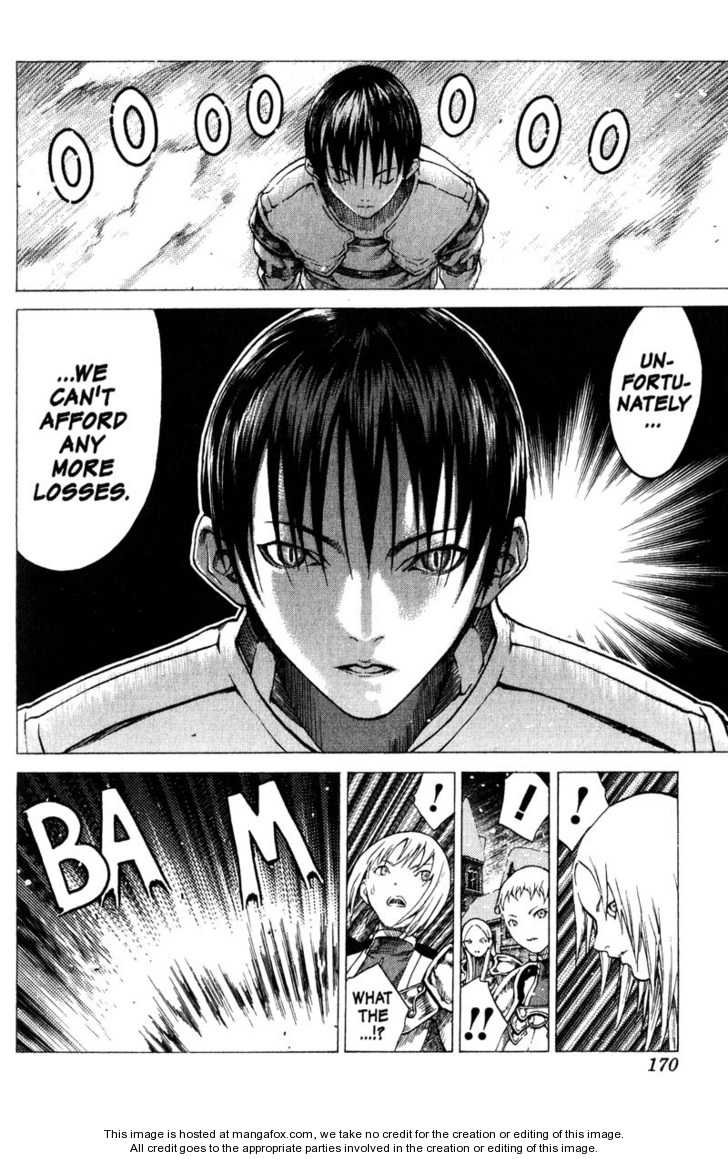 OOOOOOO
UN-
FORTU-
NATELY
...
...WE
CAN'T
AFFORD
ANY
MORE
LOSSES.
!
!
!!
!
WHAT
THE
...!?
BAM
170
This image is hosted at mangafox.com, we take no credit for the creation or editing of this image.
All credit goes to the appropriate parties involved in the creation or editing of this image.